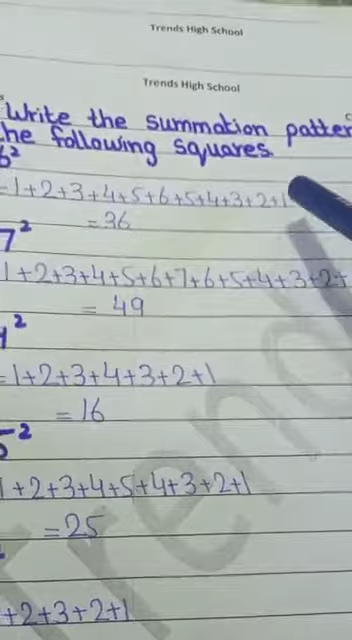 Trends High School
Trends High School
Write the summation patter
he following squares.
6²
=1+2+3+4+5+6+5+4+3+2+1
=36
7²
1+2+3+4+5+6+7+6+5+4+3+2+
= 49
4²
=1+2+3+4+3+2+1
=16
5²
1+2+3+4+5+4+3+2+1
=25
+2+3+2+1
Trends